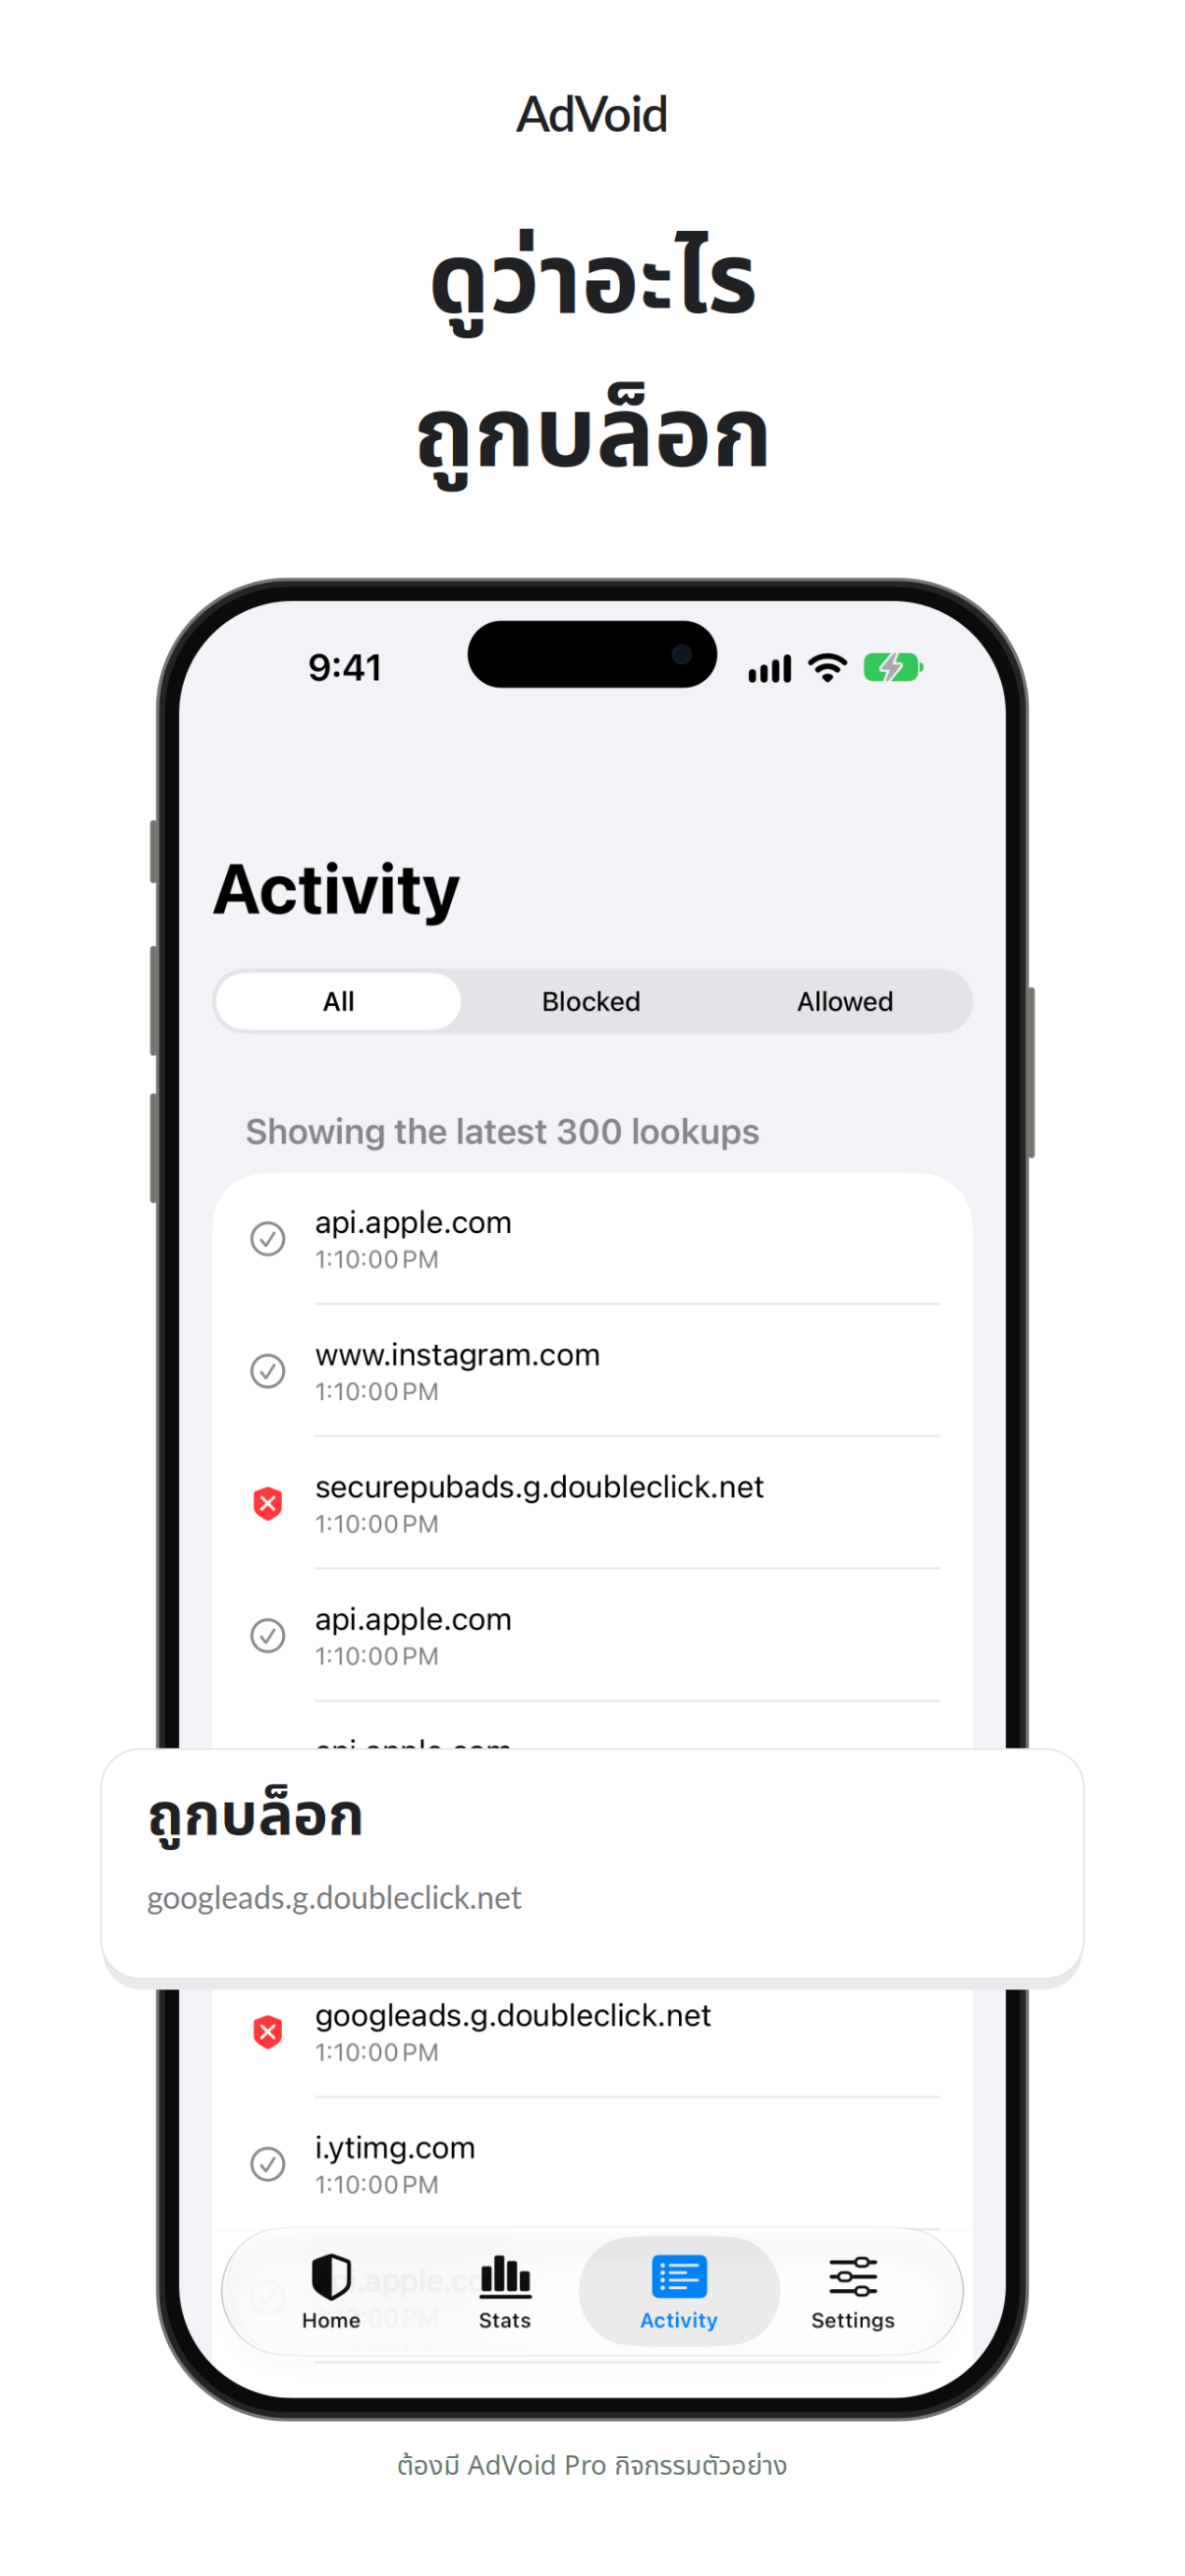 AdVoid
ดูว่าอะไร
ถูกบล็อก
9:41
Activity
All Blocked Allowed
Showing the latest 300 lookups
api.apple.com
1:10:00 PM
www.instagram.com
1:10:00 PM
securepubads.g.doubleclick.net
1:10:00 PM
api.apple.com
1:10:00 PM
ถูกบล็อก
googleads.g.doubleclick.net
googleads.g.doubleclick.net
1:10:00 PM
i.ytimg.com
1:10:00 PM
Home Stats Activity Settings
ต้องมี AdVoid Pro กิจกรรมตัวอย่าง